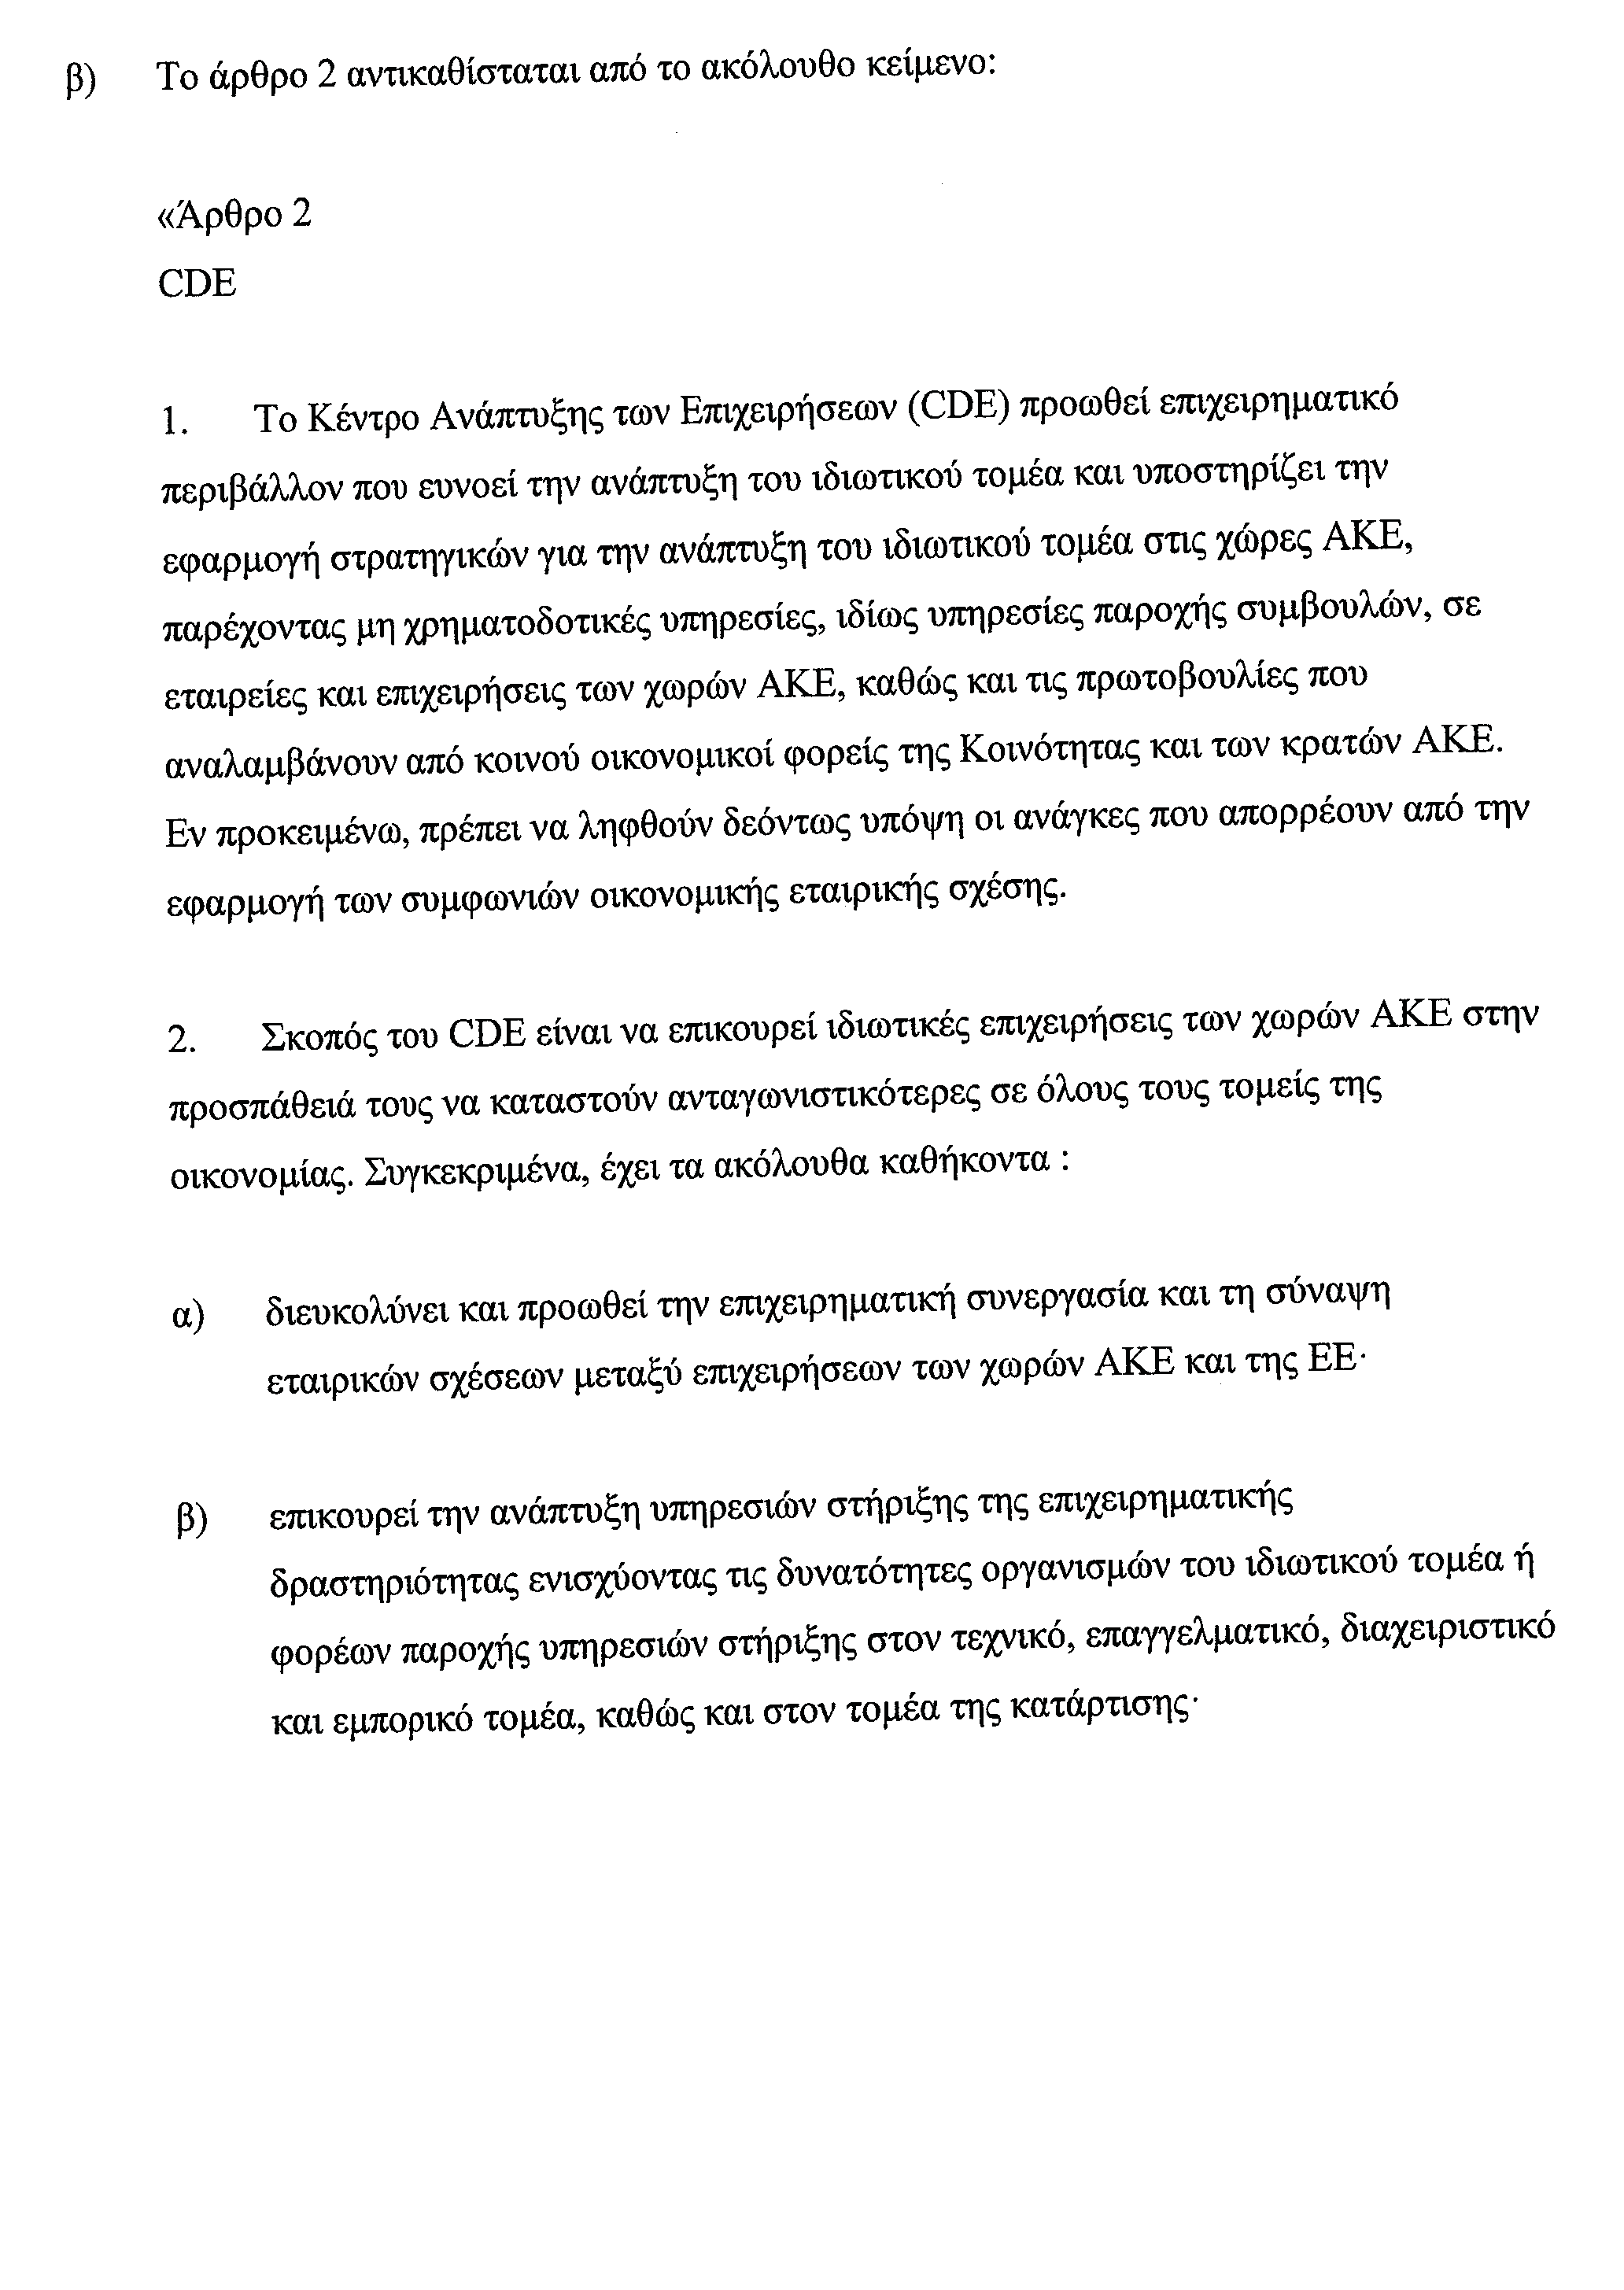 β) Το άρθρο 2 αντικαθίσταται από το ακόλουθο κείμενο:
«Άρθρο 2
CDE
1. Το Κέντρο Ανάπτυξης των Επιχειρήσεων (CDE) προωθεί επιχειρηματικό
περιβάλλον που ευνοεί την ανάπτυξη του ιδιωτικού τομέα και υποστηρίζει την
εφαρμογή στρατηγικών για την ανάπτυξη του ιδιωτικού τομέα στις χώρες ΑΚΕ,
παρέχοντας μη χρηματοδοτικές υπηρεσίες, ιδίως υπηρεσίες παροχής συμβουλών, σε
εταιρείες και επιχειρήσεις των χωρών ΑΚΕ, καθώς και τις πρωτοβουλίες που
αναλαμβάνουν από κοινού οικονομικοί φορείς της Κοινότητας και των κρατών ΑΚΕ.
Εν προκειμένω, πρέπει να ληφθούν δεόντως υπόψη οι ανάγκες που απορρέουν από την
εφαρμογή των συμφωνιών οικονομικής εταιρικής σχέσης.
2. Σκοπός του CDE είναι να επικουρεί ιδιωτικές επιχειρήσεις των χωρών ΑΚΕ στην
προσπάθειά τους να καταστούν ανταγωνιστικότερες σε όλους τους τομείς της
οικονομίας. Συγκεκριμένα, έχει τα ακόλουθα καθήκοντα :
α) διευκολύνει και προωθεί την επιχειρηματική συνεργασία και τη σύναψη
εταιρικών σχέσεων μεταξύ επιχειρήσεων των χωρών ΑΚΕ και της ΕΕ·
β) επικουρεί την ανάπτυξη υπηρεσιών στήριξης της επιχειρηματικής
δραστηριότητας ενισχύοντας τις δυνατότητες οργανισμών του ιδιωτικού τομέα ή
φορέων παροχής υπηρεσιών στήριξης στον τεχνικό, επαγγελματικό, διαχειριστικό
και εμπορικό τομέα, καθώς και στον τομέα της κατάρτισης·